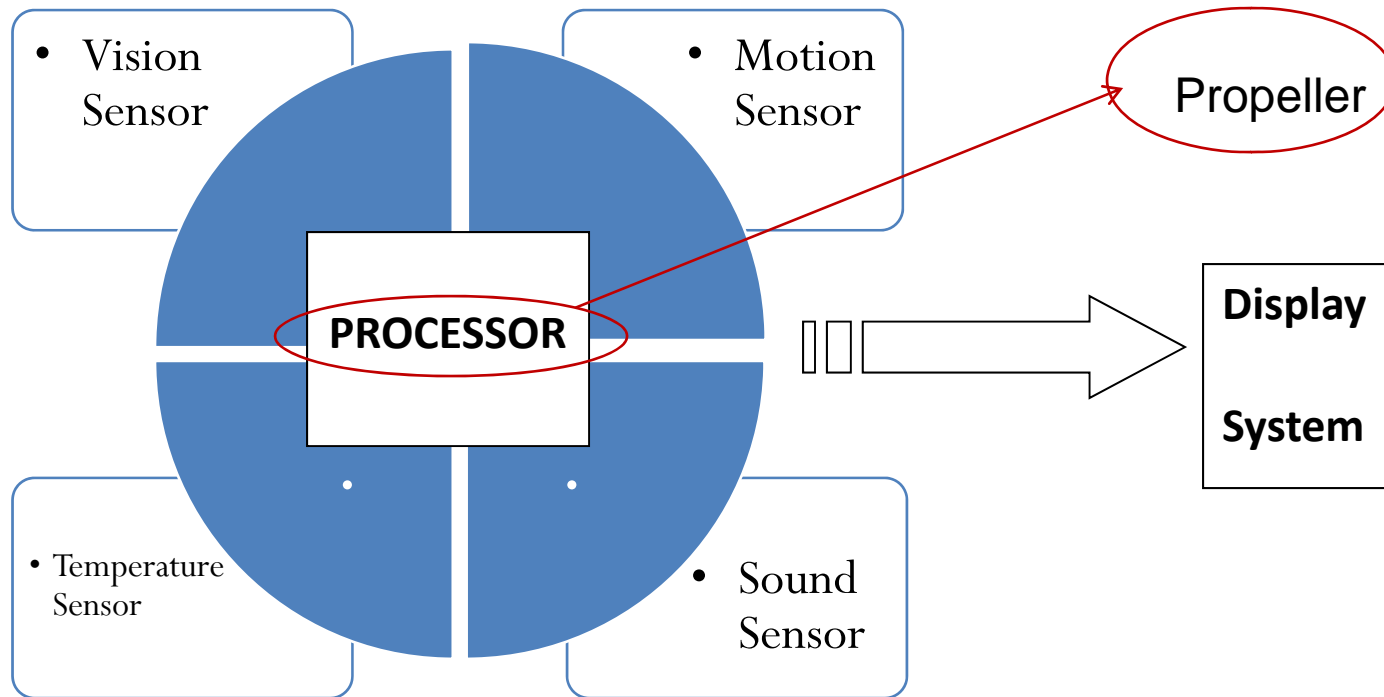 • Vision
Sensor
• Motion
Sensor
Propeller
PROCESSOR
Display
System
• Temperature
Sensor
• Sound
Sensor